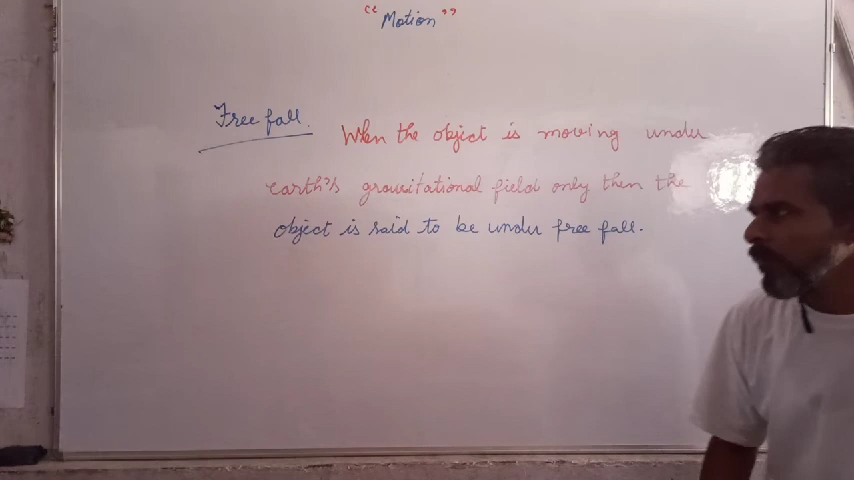 “Motion”
Free fall. When the object is moving under
earth's gravitational field only then the
object is said to be under free fall.